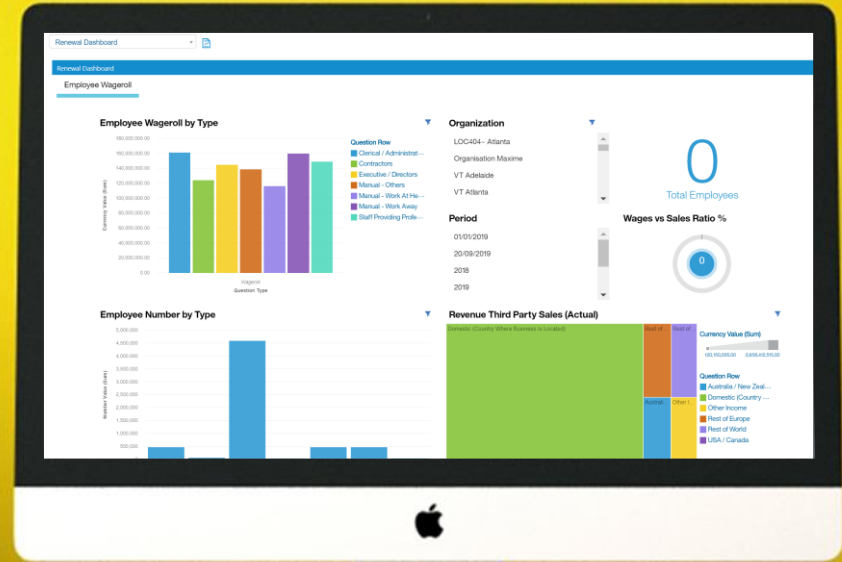 Renewal Dashboard
Renewal Dashboard
Employee Wageroll
Employee Wageroll by Type
180,000,000.00
160,000,000.00
140,000,000.00
120,000,000.00
100,000,000.00
80,000,000.00
60,000,000.00
40,000,000.00
20,000,000.00
0.00
Currency Value (Sum)
Wageroll
Question Type
Question Row
Clerical / Administrat...
Contractors
Executive / Directors
Manual - Others
Manual - Work At He...
Manual - Work Away
Staff Providing Profe...
Organization
LOC404 - Atlanta
Organisation Maxime
VT Adelaide
VT Atlanta
0
Total Employees
Period
01/01/2019
20/09/2019
2018
2019
Wages vs Sales Ratio %
0
Employee Number by Type
5,000,000
4,500,000
4,000,000
3,500,000
3,000,000
2,500,000
2,000,000
1,500,000
1,000,000
500,000
Number Value (Sum)
Revenue Third Party Sales (Actual)
Domestic (Country Where Business Is Located)
Rest of...
Rest of...
Austral...
Other I...
Currency Value (Sum)
Question Row
Australia / New Zeal...
Domestic (Country ...
Other Income
Rest of Europe
Rest of World
USA / Canada